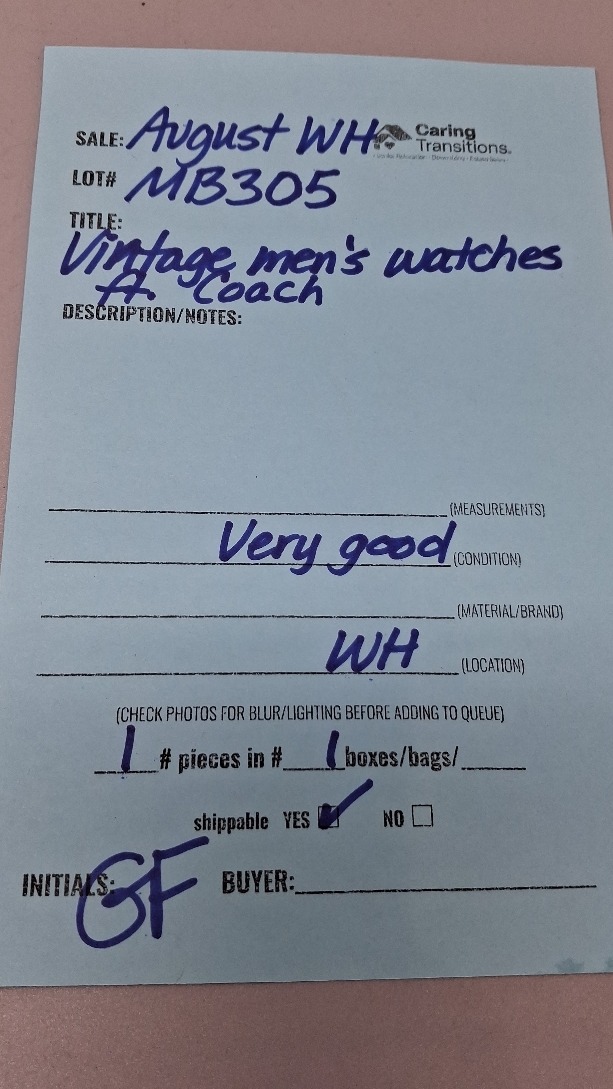 SALE: August WH Caring Transitions.
LOT# MB305
TITLE:
Vintage men's watches
ft. Coach
DESCRIPTION/NOTES:
(MEASUREMENTS)
Very good (CONDITION)
(MATERIAL/BRAND)
WH (LOCATION)
(CHECK PHOTOS FOR BLUR/LIGHTING BEFORE ADDING TO QUEUE)
1 # pieces in # 1 boxes/bags/
shippable YES NO
INITIALS: GF BUYER: